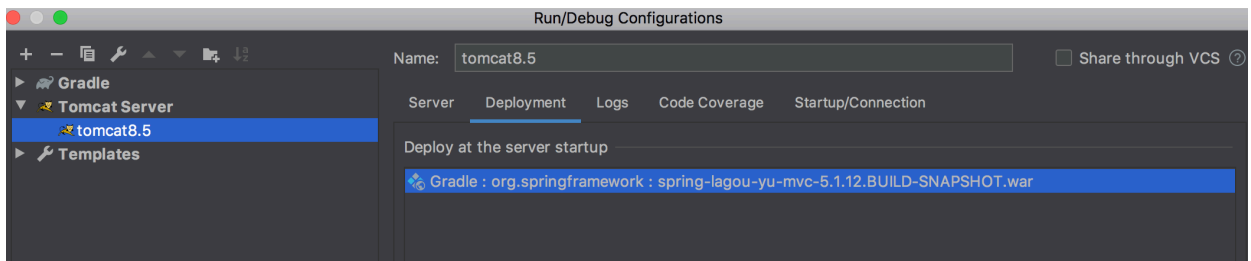 Run/Debug Configurations
Name: tomcat8.5
Share through VCS ?
Gradle
Tomcat Server
tomcat8.5
Templates
Server Deployment Logs Code Coverage Startup/Connection
Deploy at the server startup
Gradle : org.springframework : spring-lagou-yu-mvc-5.1.12.BUILD-SNAPSHOT.war